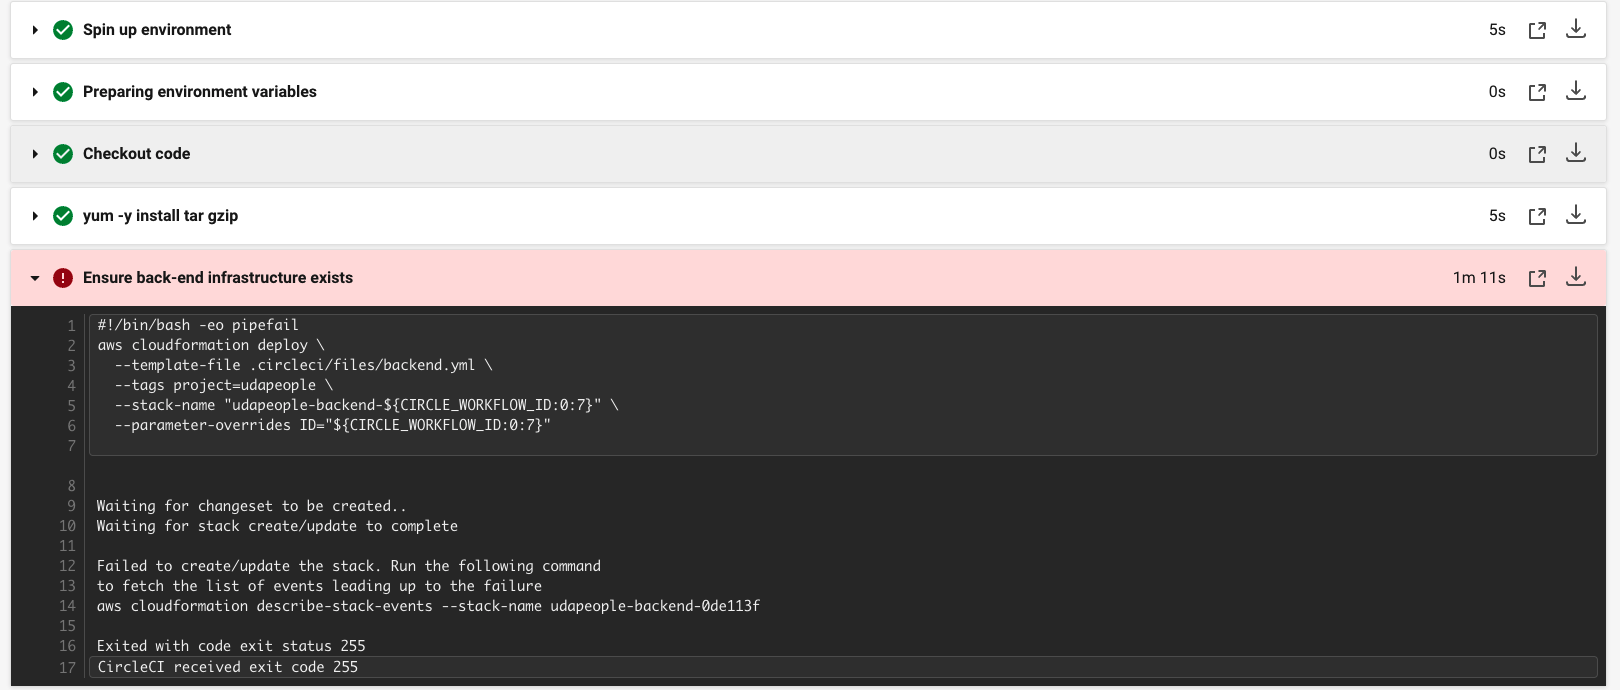 Spin up environment 5s
Preparing environment variables 0s
Checkout code 0s
yum -y install tar gzip 5s
Ensure back-end infrastructure exists 1m 11s
1 #!/bin/bash -eo pipefail
2 aws cloudformation deploy \
3   --template-file .circleci/files/backend.yml \
4   --tags project=udapeople \
5   --stack-name "udapeople-backend-${CIRCLE_WORKFLOW_ID:0:7}" \
6   --parameter-overrides ID="${CIRCLE_WORKFLOW_ID:0:7}"
7
8
9 Waiting for changeset to be created..
10 Waiting for stack create/update to complete
11
12 Failed to create/update the stack. Run the following command
13 to fetch the list of events leading up to the failure
14 aws cloudformation describe-stack-events --stack-name udapeople-backend-0de113f
15
16 Exited with code exit status 255
17 CircleCI received exit code 255